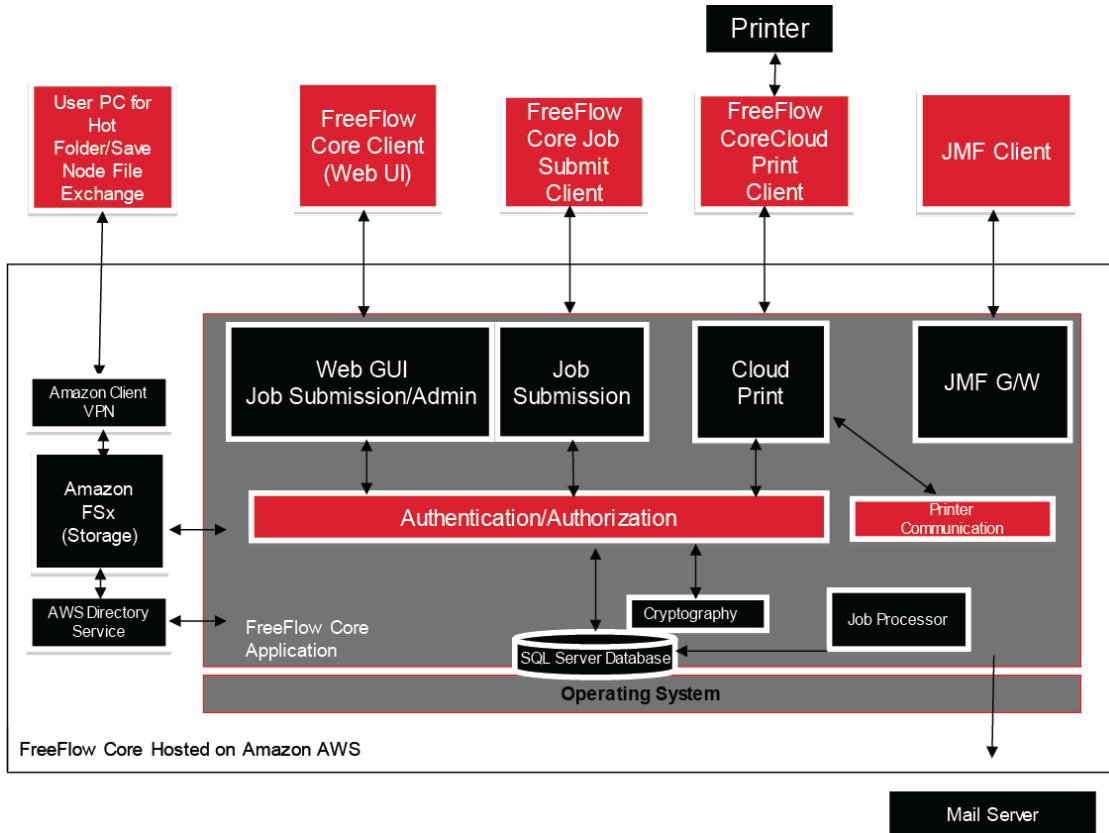 Printer
User PC for
Hot
Folder/Save
Node File
Exchange
FreeFlow
Core Client
(Web UI)
FreeFlow
Core Job
Submit
Client
FreeFlow
CoreCloud
Print
Client
JMF Client
Web GUI
Job Submission/Admin
Job
Submission
Cloud
Print
JMF G/W
Amazon Client
VPN
Amazon
FSx
(Storage)
AWS Directory
Service
Authentication/Authorization
Printer
Communication
Cryptography
Job Processor
FreeFlow Core
Application
SQL Server Database
Operating System
FreeFlow Core Hosted on Amazon AWS
Mail Server